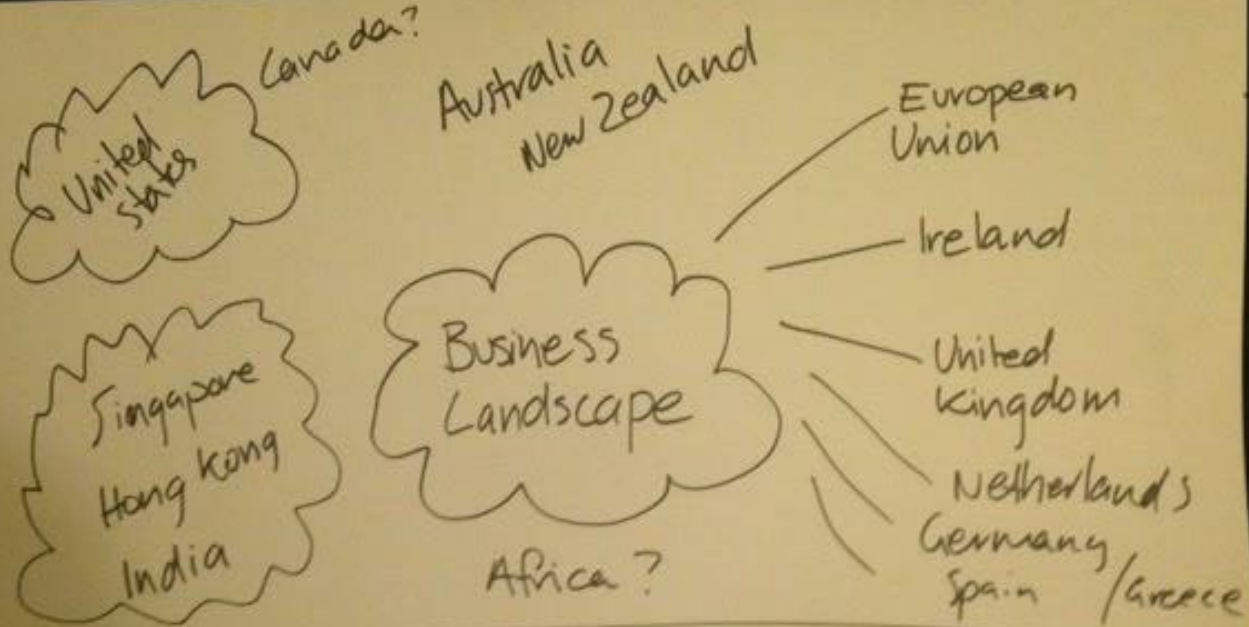 Canada?
United
states
Australia
New Zealand
European
Union
Ireland
United
Kingdom
Netherlands
Germany
Spain /Greece
Business
Landscape
Singapore
Hong Kong
India
Africa?